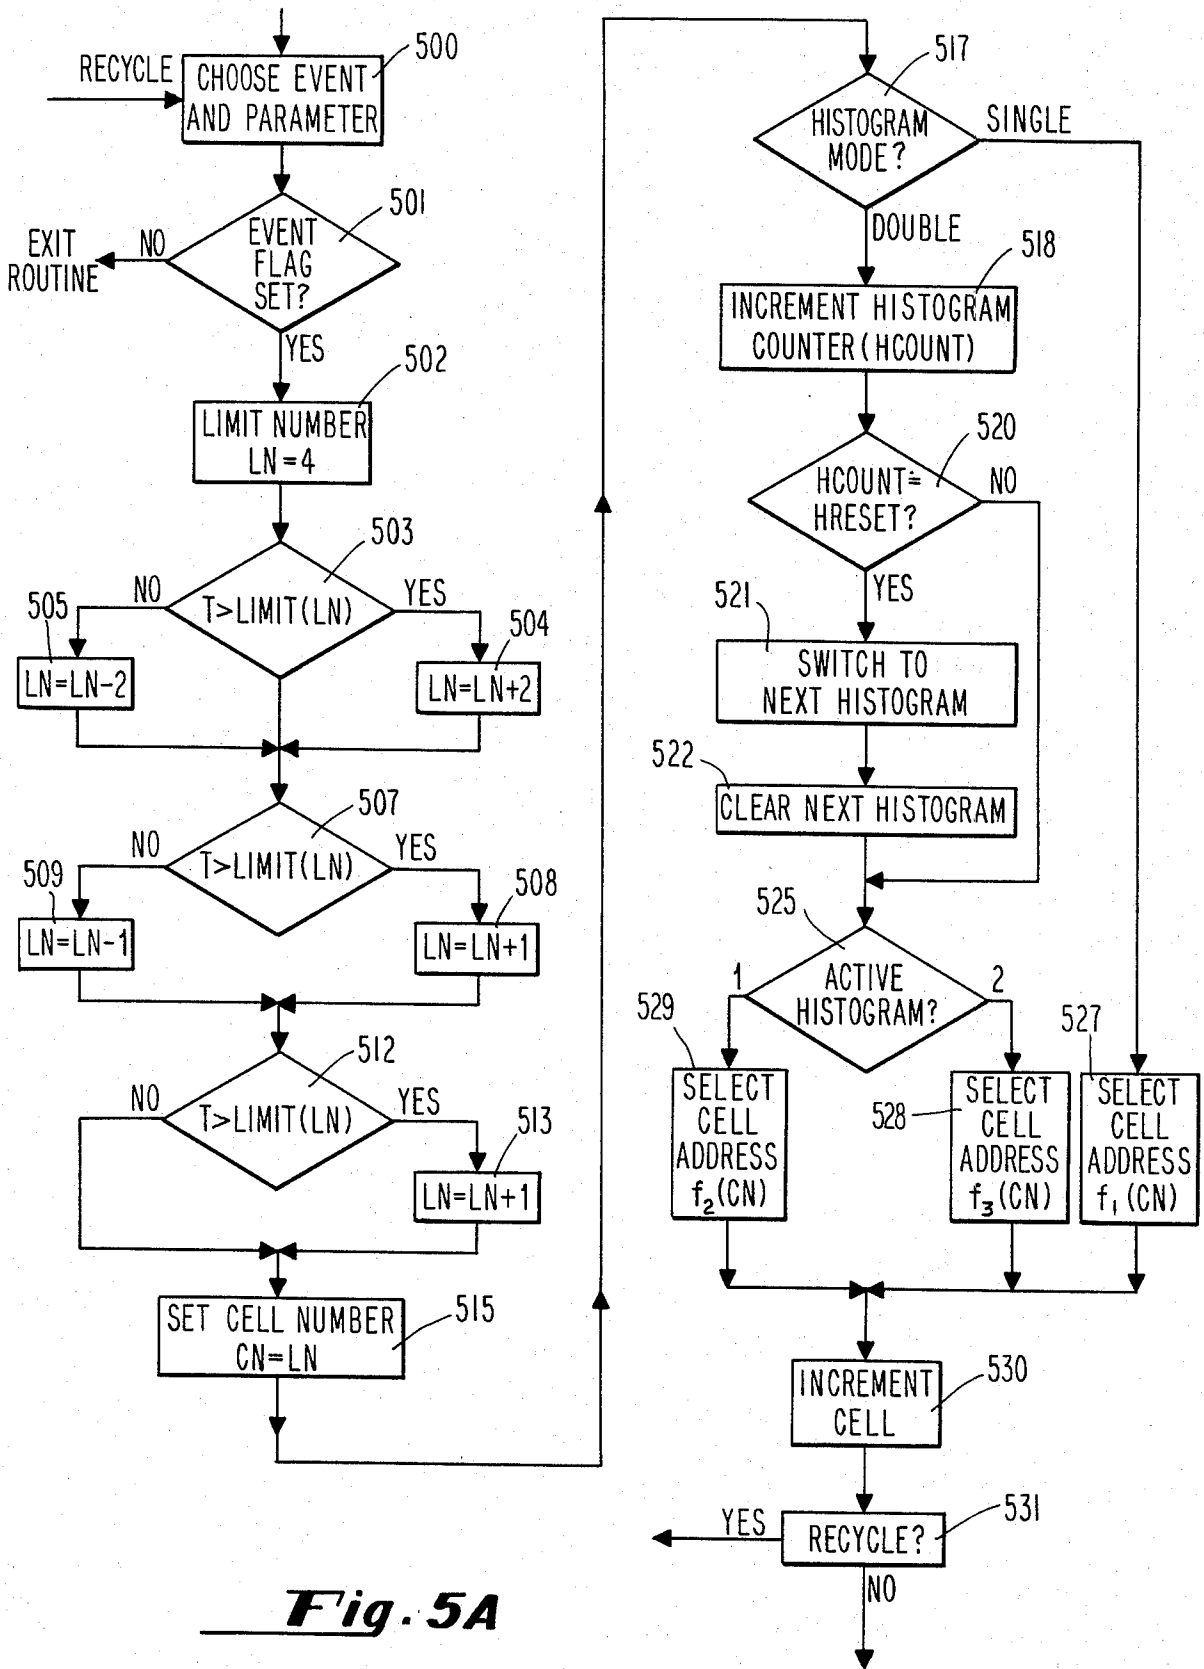 500
RECYCLE
CHOOSE EVENT
AND PARAMETER
501
EVENT
FLAG
SET?
NO
EXIT
ROUTINE
YES
502
LIMIT NUMBER
LN=4
503
T>LIMIT(LN)
NO
YES
505
LN=LN-2
504
LN=LN+2
507
T>LIMIT(LN)
NO
YES
509
LN=LN-1
508
LN=LN+1
512
T>LIMIT(LN)
NO
YES
513
LN=LN+1
SET CELL NUMBER
CN=LN
515
517
HISTOGRAM
MODE?
SINGLE
DOUBLE
518
INCREMENT HISTOGRAM
COUNTER(HCOUNT)
520
HCOUNT=
HRESET?
NO
YES
521
SWITCH TO
NEXT HISTOGRAM
522
CLEAR NEXT HISTOGRAM
525
ACTIVE
HISTOGRAM?
1
2
529
SELECT
CELL
ADDRESS
f₂(CN)
528
SELECT
CELL
ADDRESS
f₃(CN)
527
SELECT
CELL
ADDRESS
f₁(CN)
530
INCREMENT
CELL
531
RECYCLE?
YES
NO
Fig. 5A